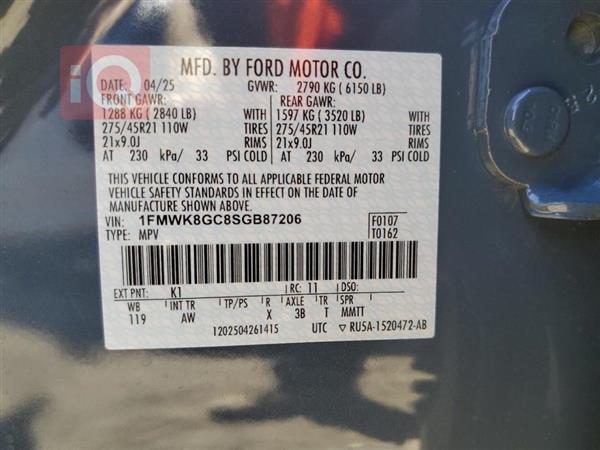 iQ
MFD. BY FORD MOTOR CO.
DATE: 04/25 GVWR: 2790 KG ( 6150 LB)
FRONT GAWR: REAR GAWR:
1288 KG ( 2840 LB) WITH 1597 KG ( 3520 LB) WITH
275/45R21 110W TIRES 275/45R21 110W TIRES
21x9.0J RIMS 21x9.0J RIMS
AT 230 kPa/ 33 PSI COLD AT 230 kPa/ 33 PSI COLD
THIS VEHICLE CONFORMS TO ALL APPLICABLE FEDERAL MOTOR
VEHICLE SAFETY STANDARDS IN EFFECT ON THE DATE OF
MANUFACTURE SHOWN ABOVE.
VIN: 1FMWK8GC8SGB87206 F0107
TYPE: MPV T0162
EXT PNT: K1 RC: 11 DSO:
WB INT TR TP/PS R AXLE TR SPR
119 AW X 3B T MMTT
1202504261415 UTC ▽ RU5A-1520472-AB